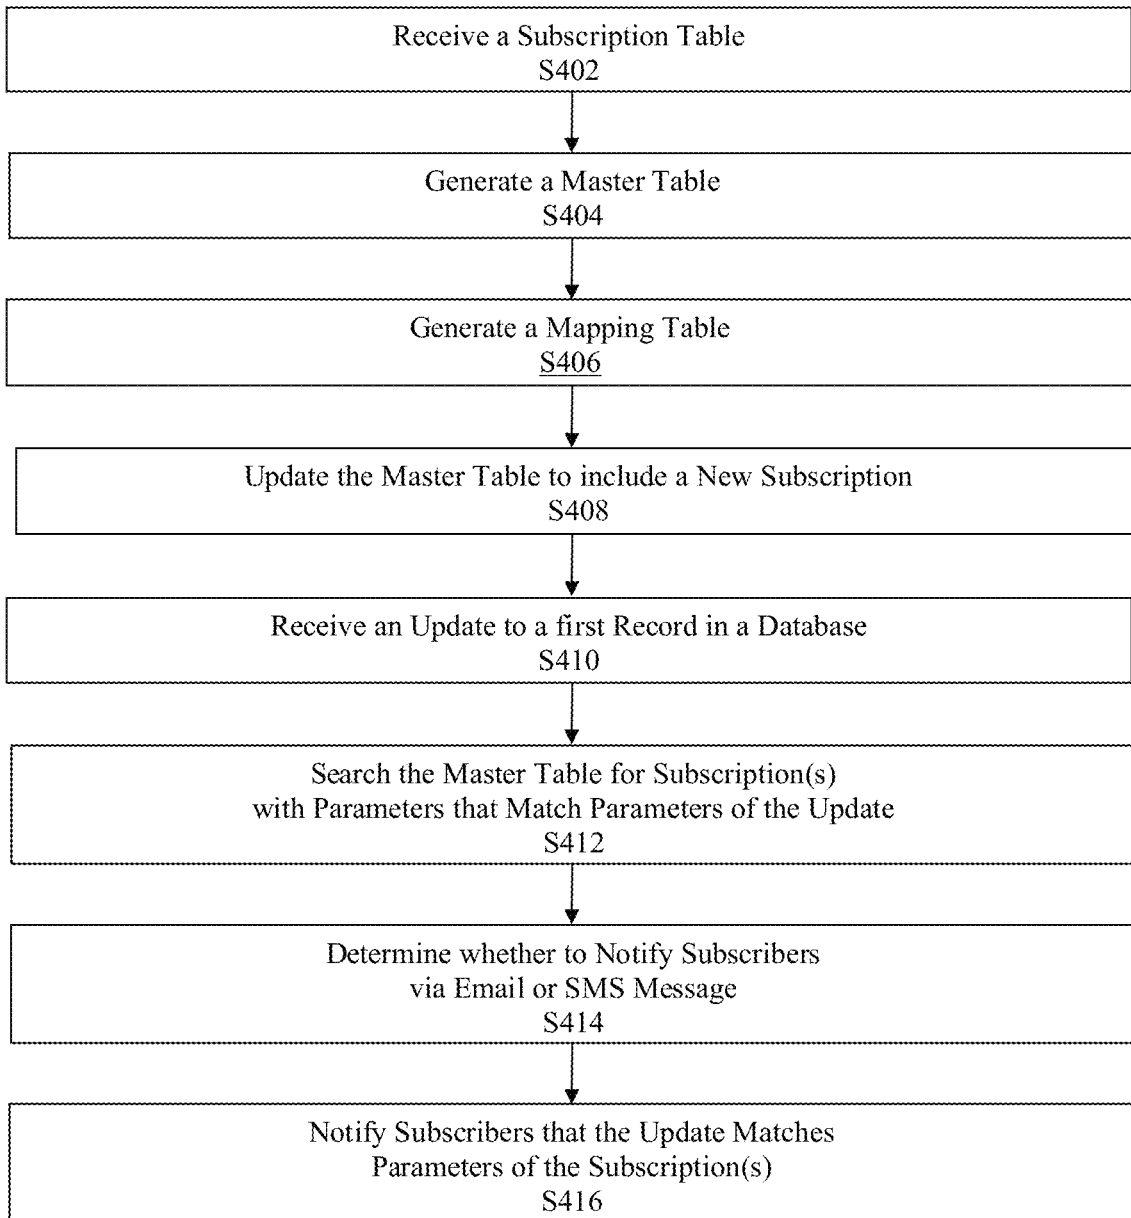 Receive a Subscription Table
S402
Generate a Master Table
S404
Generate a Mapping Table
S406
Update the Master Table to include a New Subscription
S408
Receive an Update to a first Record in a Database
S410
Search the Master Table for Subscription(s)
with Parameters that Match Parameters of the Update
S412
Determine whether to Notify Subscribers
via Email or SMS Message
S414
Notify Subscribers that the Update Matches
Parameters of the Subscription(s)
S416